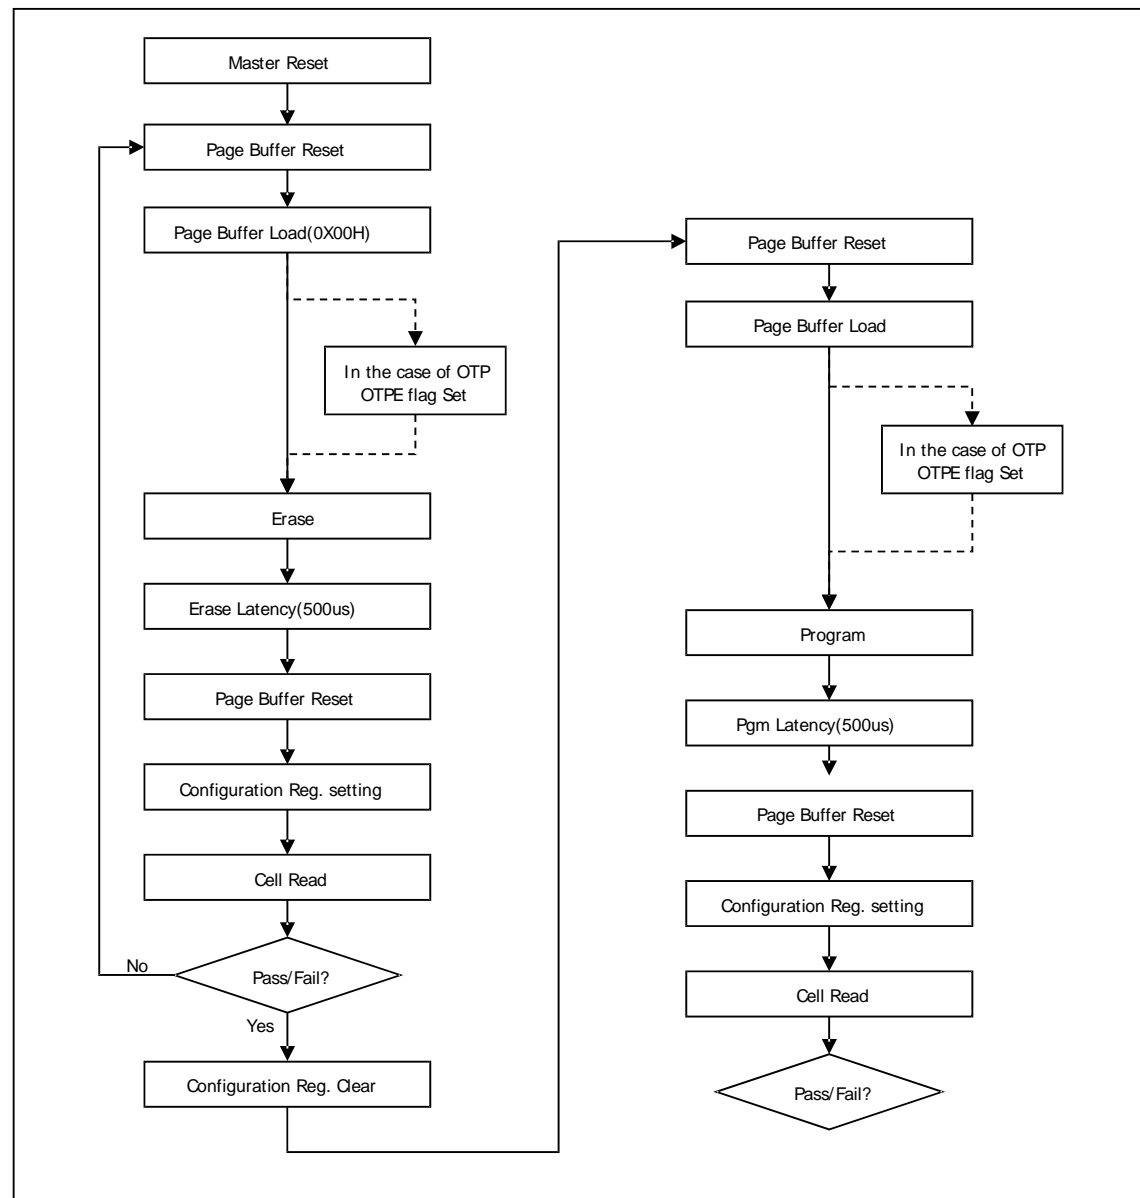 Master Reset
Page Buffer Reset
Page Buffer Load(0X00H)
In the case of OTP
OTPE flag Set
Erase
Erase Latency(500us)
Page Buffer Reset
Configuration Reg. setting
Cell Read
Pass/Fail?
No
Yes
Configuration Reg. Clear
Page Buffer Reset
Page Buffer Load
In the case of OTP
OTPE flag Set
Program
Pgm Latency(500us)
Page Buffer Reset
Configuration Reg. setting
Cell Read
Pass/Fail?